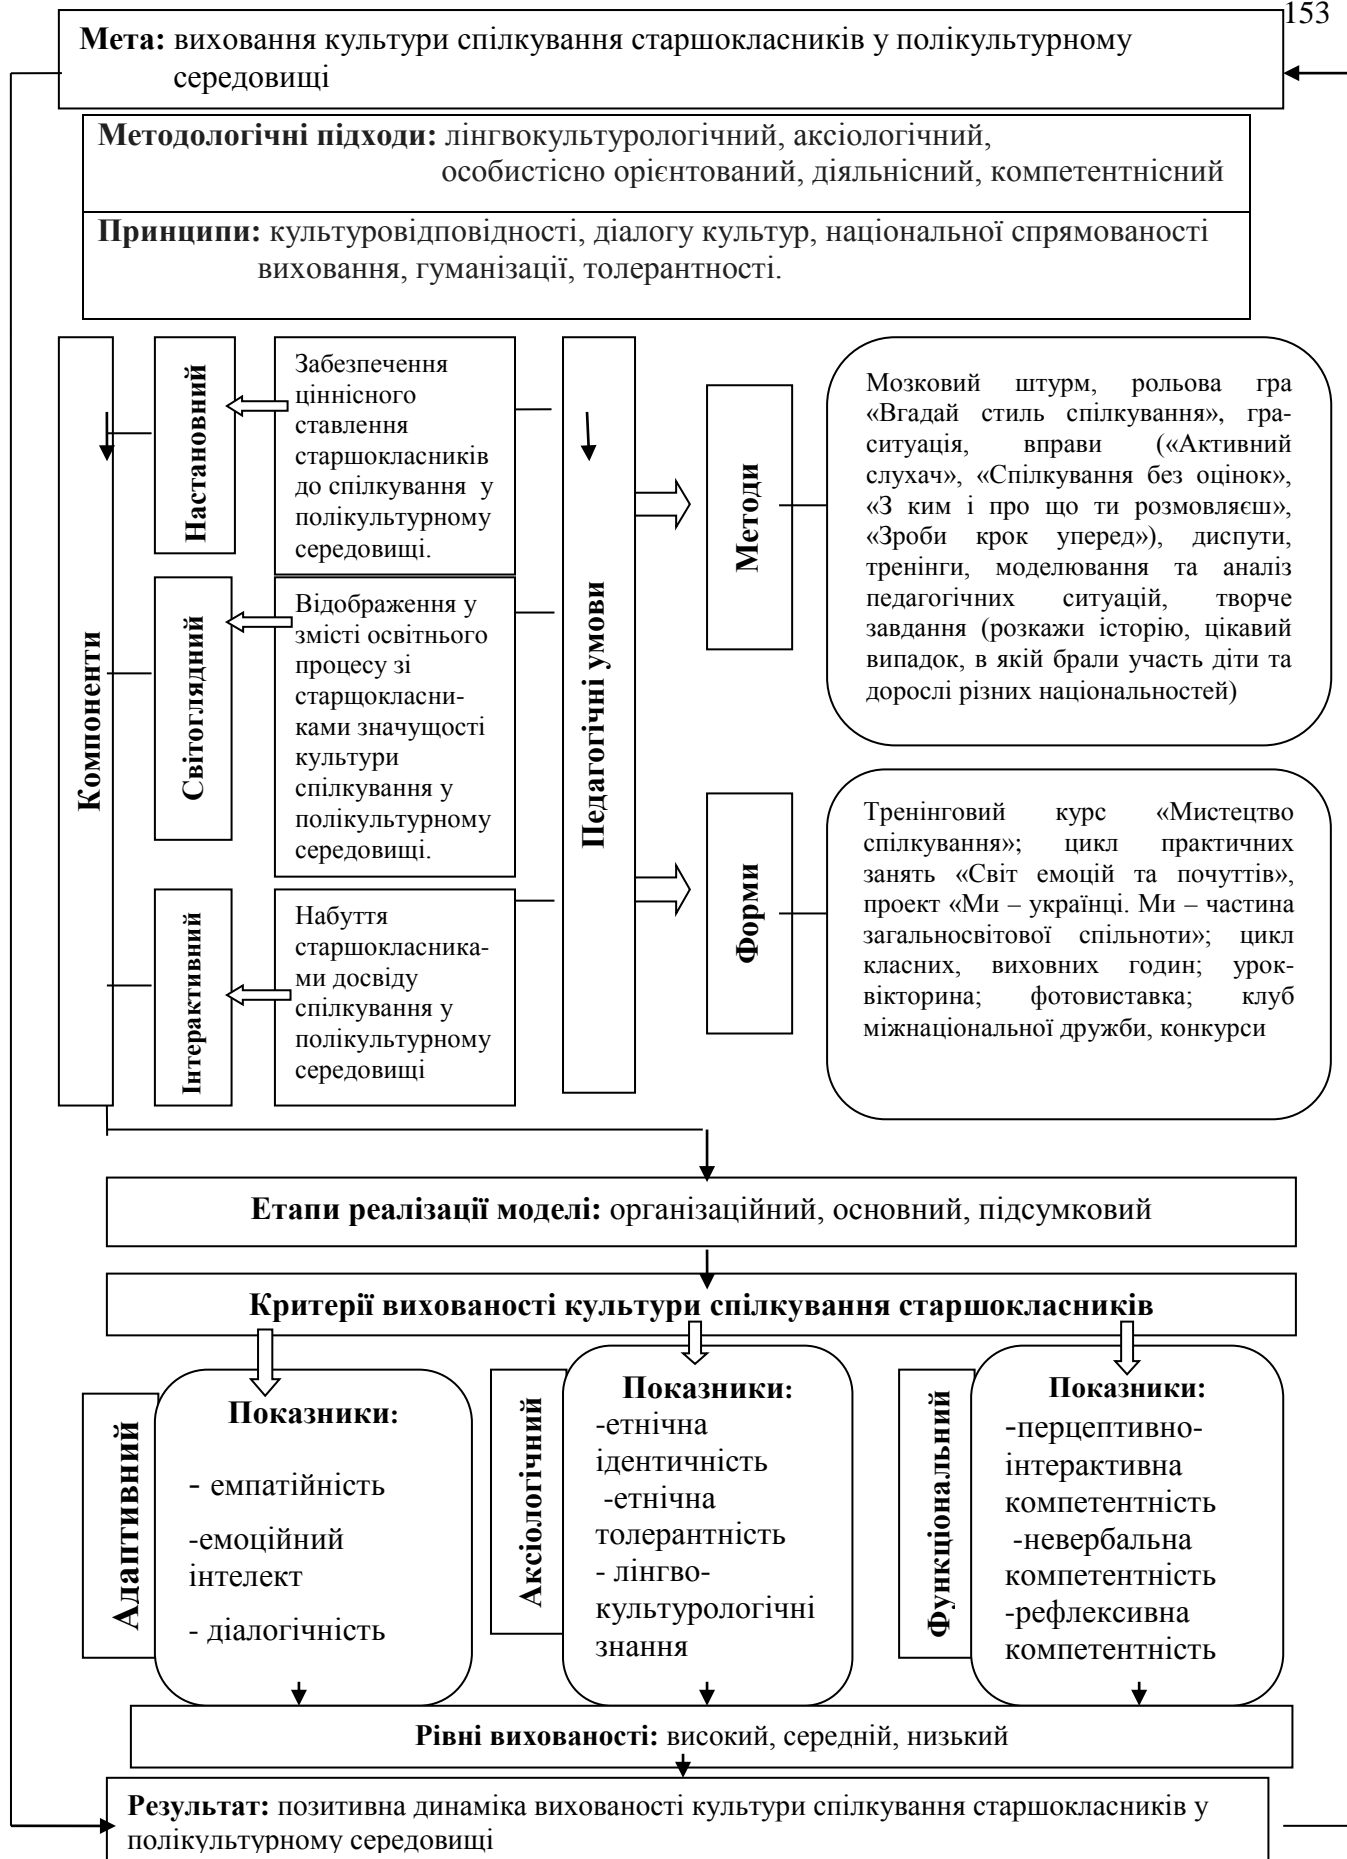 153
Мета: виховання культури спілкування старшокласників у полікультурному
середовищі
Методологічні підходи: лінгвокультурологічний, аксіологічний,
особистісно орієнтований, діяльнісний, компетентнісний
Принципи: культуровідповідності, діалогу культур, національної спрямованості
виховання, гуманізації, толерантності.
Компоненти
Настановний
Забезпечення
ціннісного
ставлення
старшокласників
до спілкування у
полікультурному
середовищі.
Світоглядний
Відображення у
змісті освітнього
процесу зі
старщокласни-
ками значущості
культури
спілкування у
полікультурному
середовищі.
Інтерактивний
Набуття
старшокласника-
ми досвіду
спілкування у
полікультурному
середовищі
Педагогічні умови
Методи
Мозковий штурм, рольова гра
«Вгадай стиль спілкування», гра-
ситуація, вправи («Активний
слухач», «Спілкування без оцінок»,
«З ким і про що ти розмовляєш»,
«Зроби крок уперед»), диспути,
тренінги, моделювання та аналіз
педагогічних ситуацій, творче
завдання (розкажи історію, цікавий
випадок, в якій брали участь діти та
дорослі різних національностей)
Форми
Тренінговий курс «Мистецтво
спілкування»; цикл практичних
занять «Світ емоцій та почуттів»,
проект «Ми – українці. Ми – частина
загальносвітової спільноти»; цикл
класних, виховних годин; урок-
вікторина; фотовиставка; клуб
міжнаціональної дружби, конкурси
Етапи реалізації моделі: організаційний, основний, підсумковий
Критерії вихованості культури спілкування старшокласників
Адаптивний
Показники:
- емпатійність
-емоційний
інтелект
- діалогічність
Аксіологічний
Показники:
-етнічна
ідентичність
-етнічна
толерантність
- лінгво-
культурологічні
знання
Функціональний
Показники:
-перцептивно-
інтерактивна
компетентність
-невербальна
компетентність
-рефлексивна
компетентність
Рівні вихованості: високий, середній, низький
Результат: позитивна динаміка вихованості культури спілкування старшокласників у
полікультурному середовищі